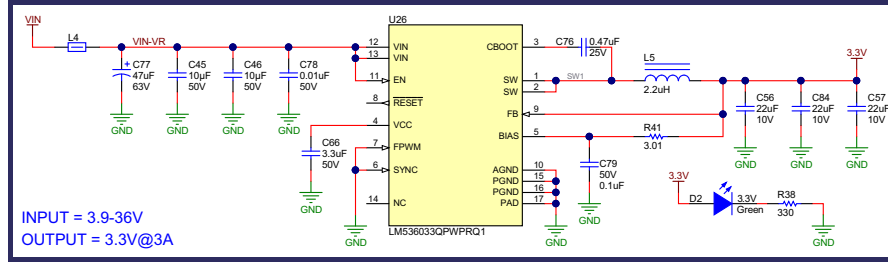 VIN
L4
VIN-VR
C77
47uF
63V
GND
C45
10µF
50V
GND
C46
10µF
50V
GND
C78
0.01uF
50V
GND
C66
3.3uF
50V
GND
GND
U26
12 VIN
13 VIN
11 EN
8 RESET
4 VCC
7 FPWM
6 SYNC
14 NC
CBOOT 3
SW 1
SW 2
FB 9
BIAS 5
AGND 10
PGND 15
PGND 16
PAD 17
LM536033QPWPRQ1
C76
0.47uF
25V
SW1
L5
2.2uH
R41
3.01
C79
50V
0.1uF
GND
GND
3.3V
C56
22uF
10V
GND
C84
22uF
10V
GND
C57
22uF
10V
GND
3.3V
D2
3.3V
Green
R38
330
GND
INPUT = 3.9-36V
OUTPUT = 3.3V@3A